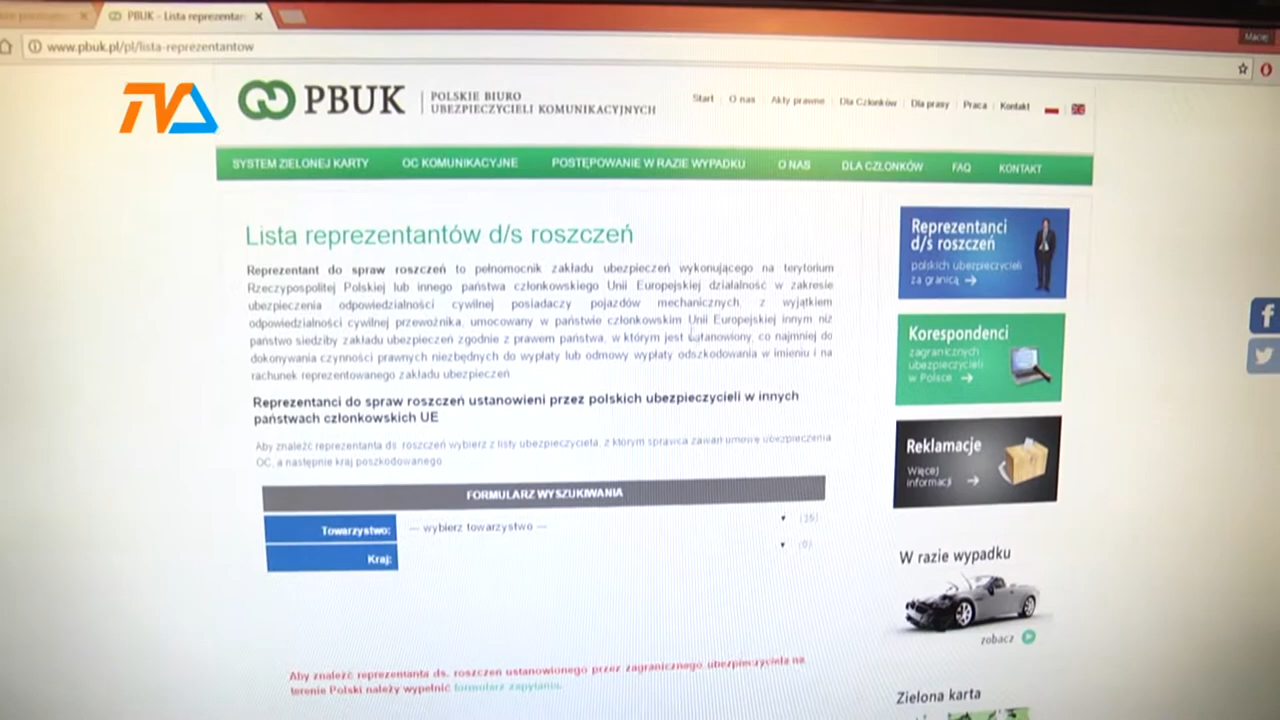 PBUK - Lista reprezentan
Maciej
www.pbuk.pl/pl/lista-reprezentantow
TVA
PBUK
POLSKIE BIURO
UBEZPIECZYCIELI KOMUNIKACYJNYCH
Start O nas Akty prawne Dla Członków Dla prasy Praca Kontakt
SYSTEM ZIELONEJ KARTY OC KOMUNIKACYJNE POSTĘPOWANIE W RAZIE WYPADKU O NAS DLA CZŁONKÓW FAQ KONTAKT
Lista reprezentantów d/s roszczeń
Reprezentant do spraw roszczeń to pełnomocnik zakładu ubezpieczeń wykonującego na terytorium
Rzeczypospolitej Polskiej lub innego państwa członkowskiego Unii Europejskiej działalność w zakresie
ubezpieczenia odpowiedzialności cywilnej posiadaczy pojazdów mechanicznych, z wyjątkiem
odpowiedzialności cywilnej przewoźnika, umocowany w państwie członkowskim Unii Europejskiej innym niż
państwo siedziby zakładu ubezpieczeń zgodnie z prawem państwa, w którym jest ustanowiony, co najmniej do
dokonywania czynności prawnych niezbędnych do wypłaty lub odmowy wypłaty odszkodowania w imieniu i na
rachunek reprezentowanego zakładu ubezpieczeń
Reprezentanci do spraw roszczeń ustanowieni przez polskich ubezpieczycieli w innych
państwach członkowskich UE
Aby znaleźć reprezentanta ds. roszczeń wybierz z listy ubezpieczyciela, z którym sprawca zawarł umowę ubezpieczenia
OC, a następnie kraj poszkodowanego
FORMULARZ WYSZUKIWANIA
Towarzystwo: --- wybierz towarzystwo --- (36)
Kraj: (0)
Aby znaleźć reprezentanta ds. roszczeń ustanowionego przez zagranicznego ubezpieczyciela na
terenie Polski należy wypełnić formularz zapytania.
Reprezentanci
d/s roszczeń
polskich ubezpieczycieli
za granicą
Korespondenci
zagranicznych
ubezpieczycieli
w Polsce
Reklamacje
Więcej
informacji
W razie wypadku
zobacz
Zielona karta